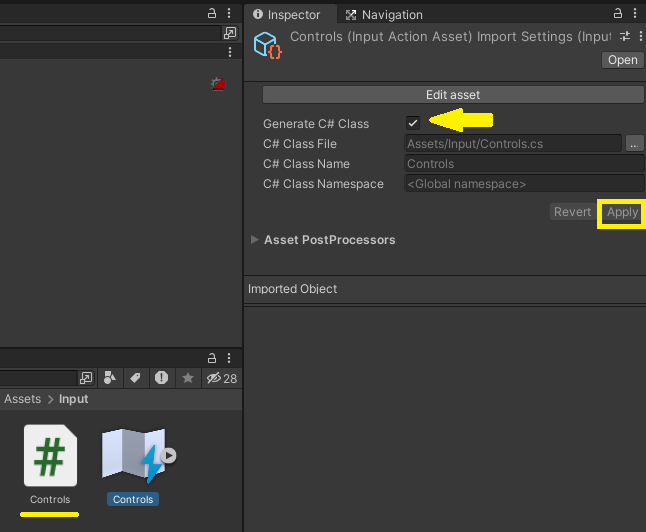 Inspector
Navigation
Controls (Input Action Asset) Import Settings (Input
Open
Edit asset
Generate C# Class
C# Class File
Assets/Input/Controls.cs
...
C# Class Name
Controls
C# Class Namespace
<Global namespace>
Revert
Apply
Asset PostProcessors
Imported Object
28
Assets
Input
#
Controls
Controls